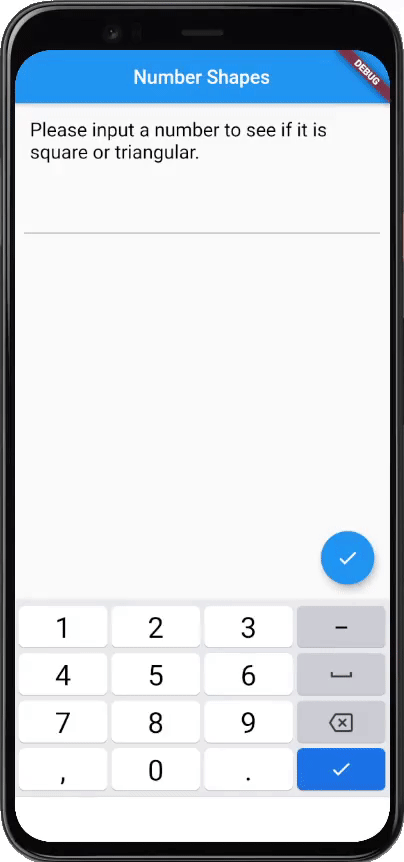 Number Shapes
DEBUG
Please input a number to see if it is
square or triangular.
1 2 3 -
4 5 6
7 8 9
, 0 .